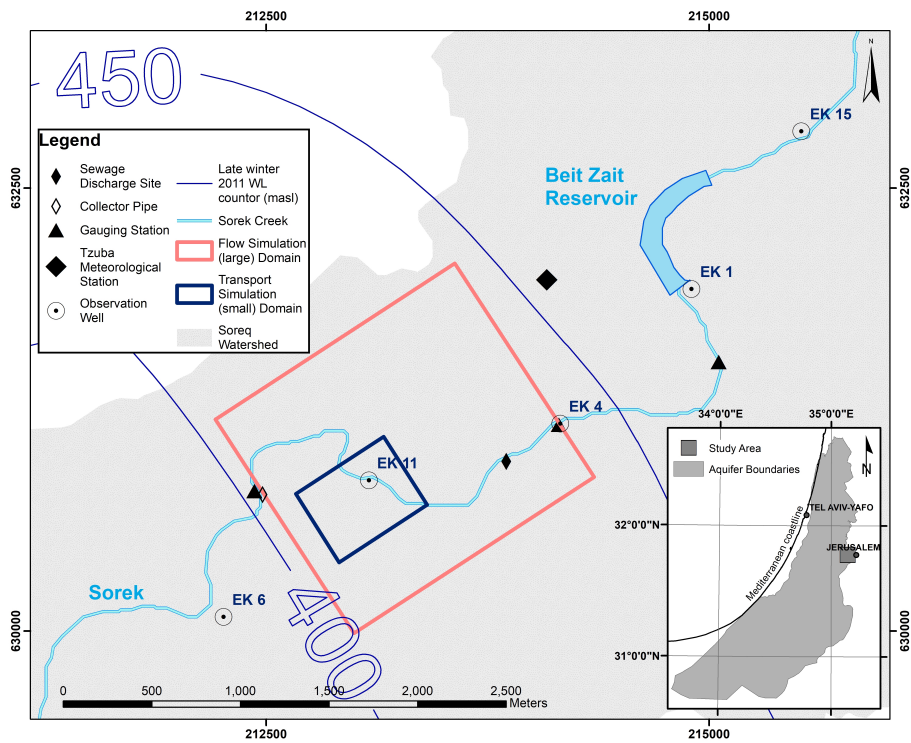 212500
215000
450
N
EK 15
Legend
Sewage
Discharge Site
Collector Pipe
Gauging Station
Tzuba
Meteorological
Station
Observation
Well
Late winter
2011 WL
countor (masl)
Sorek Creek
Flow Simulation
(large) Domain
Transport
Simulation
(small) Domain
Soreq
Watershed
632500
632500
Beit Zait
Reservoir
EK 1
EK 4
EK 11
EK 6
Sorek
400
630000
630000
0
500
1,000
1,500
2,000
2,500
Meters
212500
215000
34°0'0"E
35°0'0"E
Study Area
Aquifer Boundaries
N
TEL AVIV-YAFO
32°0'0"N
JERUSALEM
Mediterranean coastline
31°0'0"N